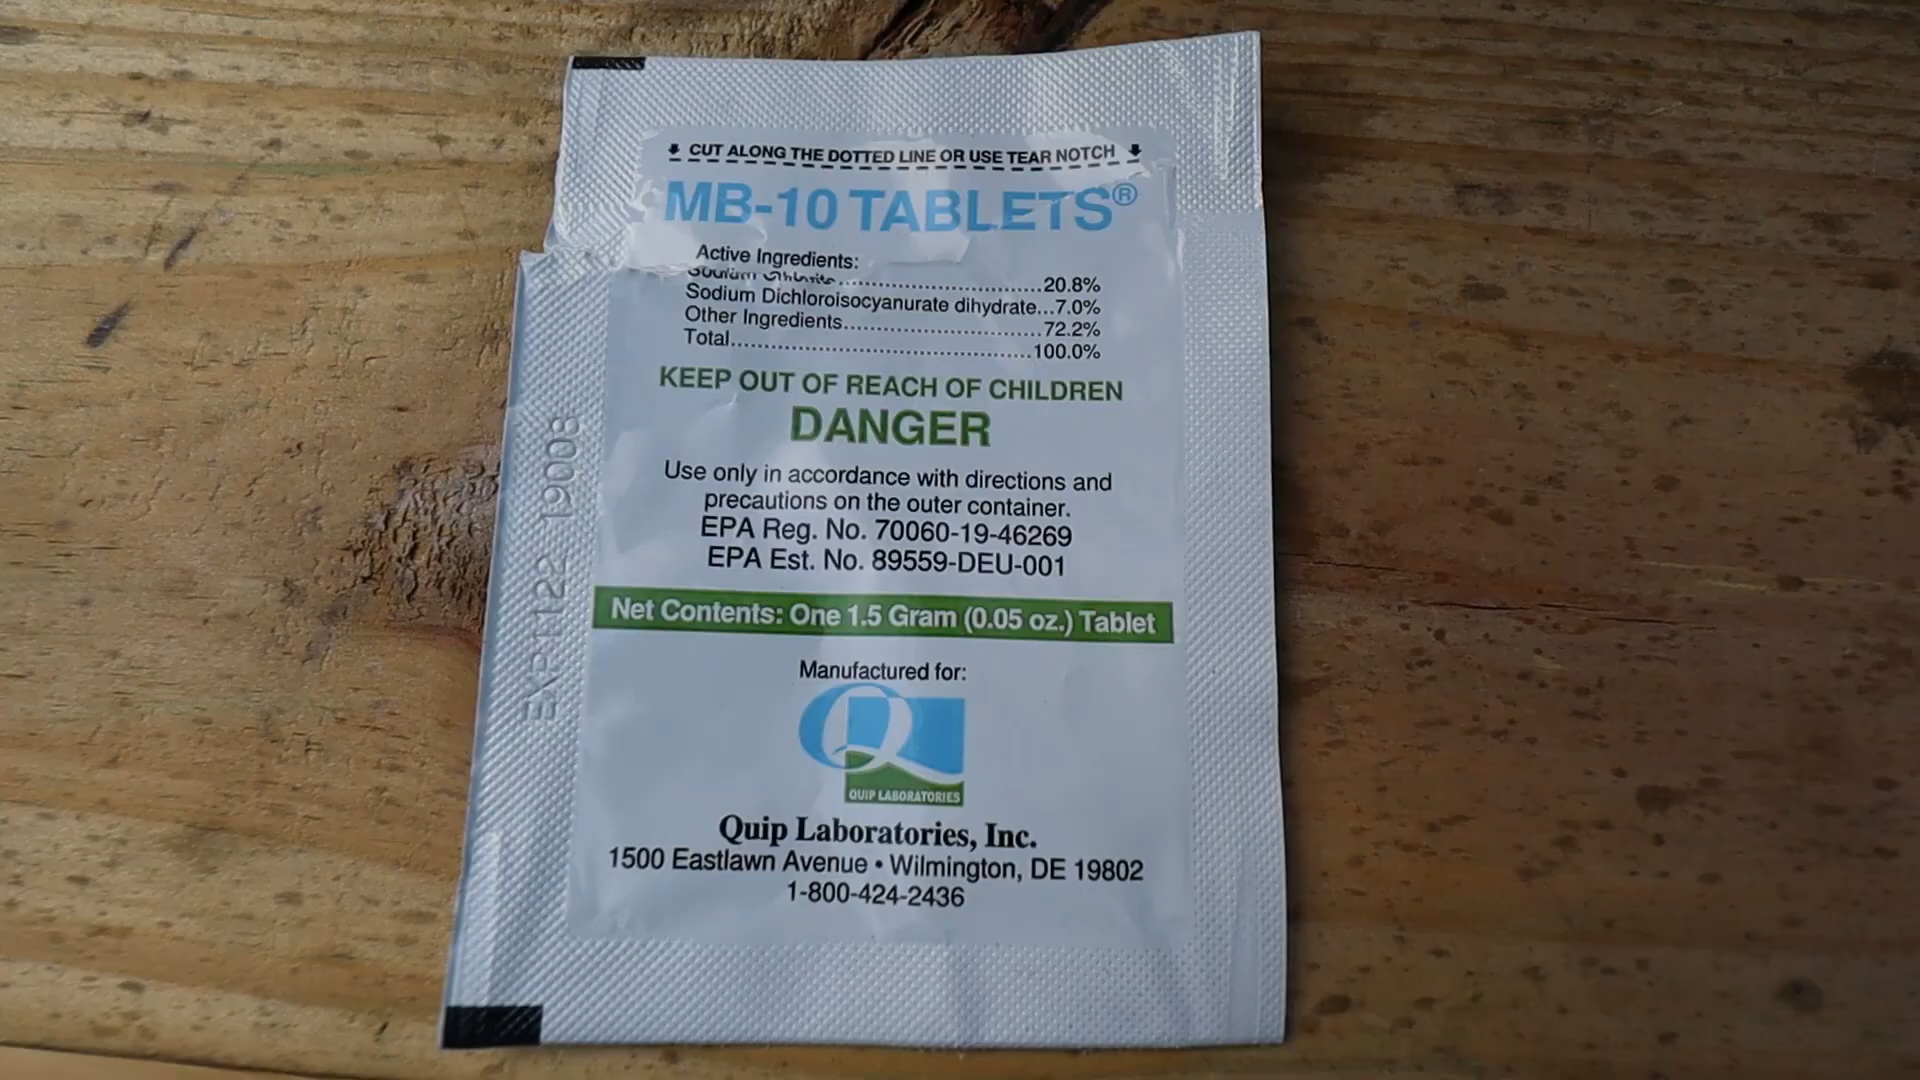 CUT ALONG THE DOTTED LINE OR USE TEAR NOTCH
MB-10 TABLETS®
Active Ingredients:
Sodium Chlorite..............................20.8%
Sodium Dichloroisocyanurate dihydrate...7.0%
Other Ingredients..............................72.2%
Total.............................................100.0%
KEEP OUT OF REACH OF CHILDREN
DANGER
Use only in accordance with directions and
precautions on the outer container.
EPA Reg. No. 70060-19-46269
EPA Est. No. 89559-DEU-001
Net Contents: One 1.5 Gram (0.05 oz.) Tablet
Manufactured for:
Q
QUIP LABORATORIES
Quip Laboratories, Inc.
1500 Eastlawn Avenue • Wilmington, DE 19802
1-800-424-2436
EXP1122 19003